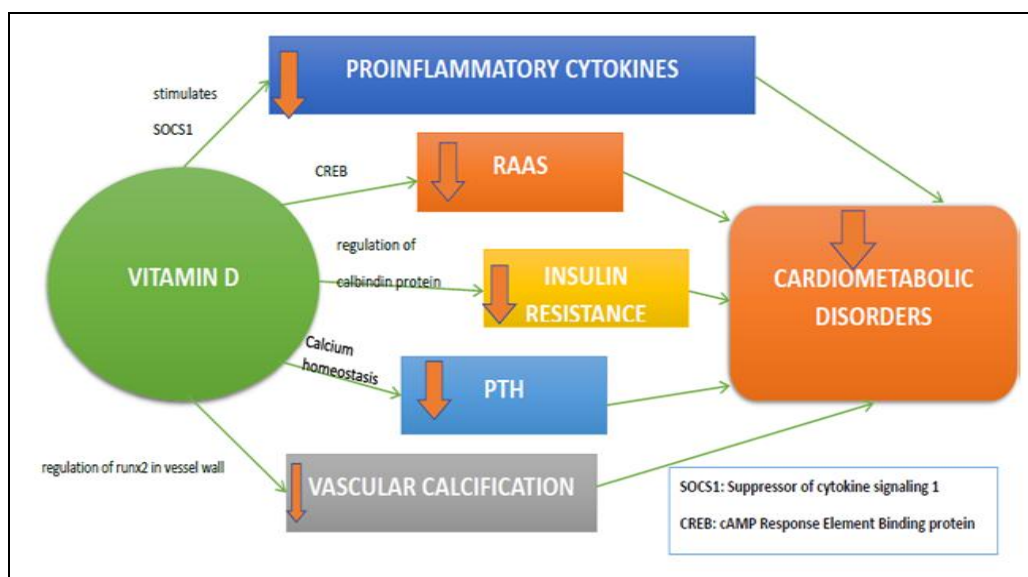 PROINFLAMMATORY CYTOKINES
stimulates
SOCS1
RAAS
CREB
VITAMIN D
regulation of
calbindin protein
INSULIN
RESISTANCE
CARDIOMETABOLIC
DISORDERS
Calcium
homeostasis
PTH
regulation of runx2 in vessel wall
VASCULAR CALCIFICATION
SOCS1: Suppressor of cytokine signaling 1
CREB: cAMP Response Element Binding protein